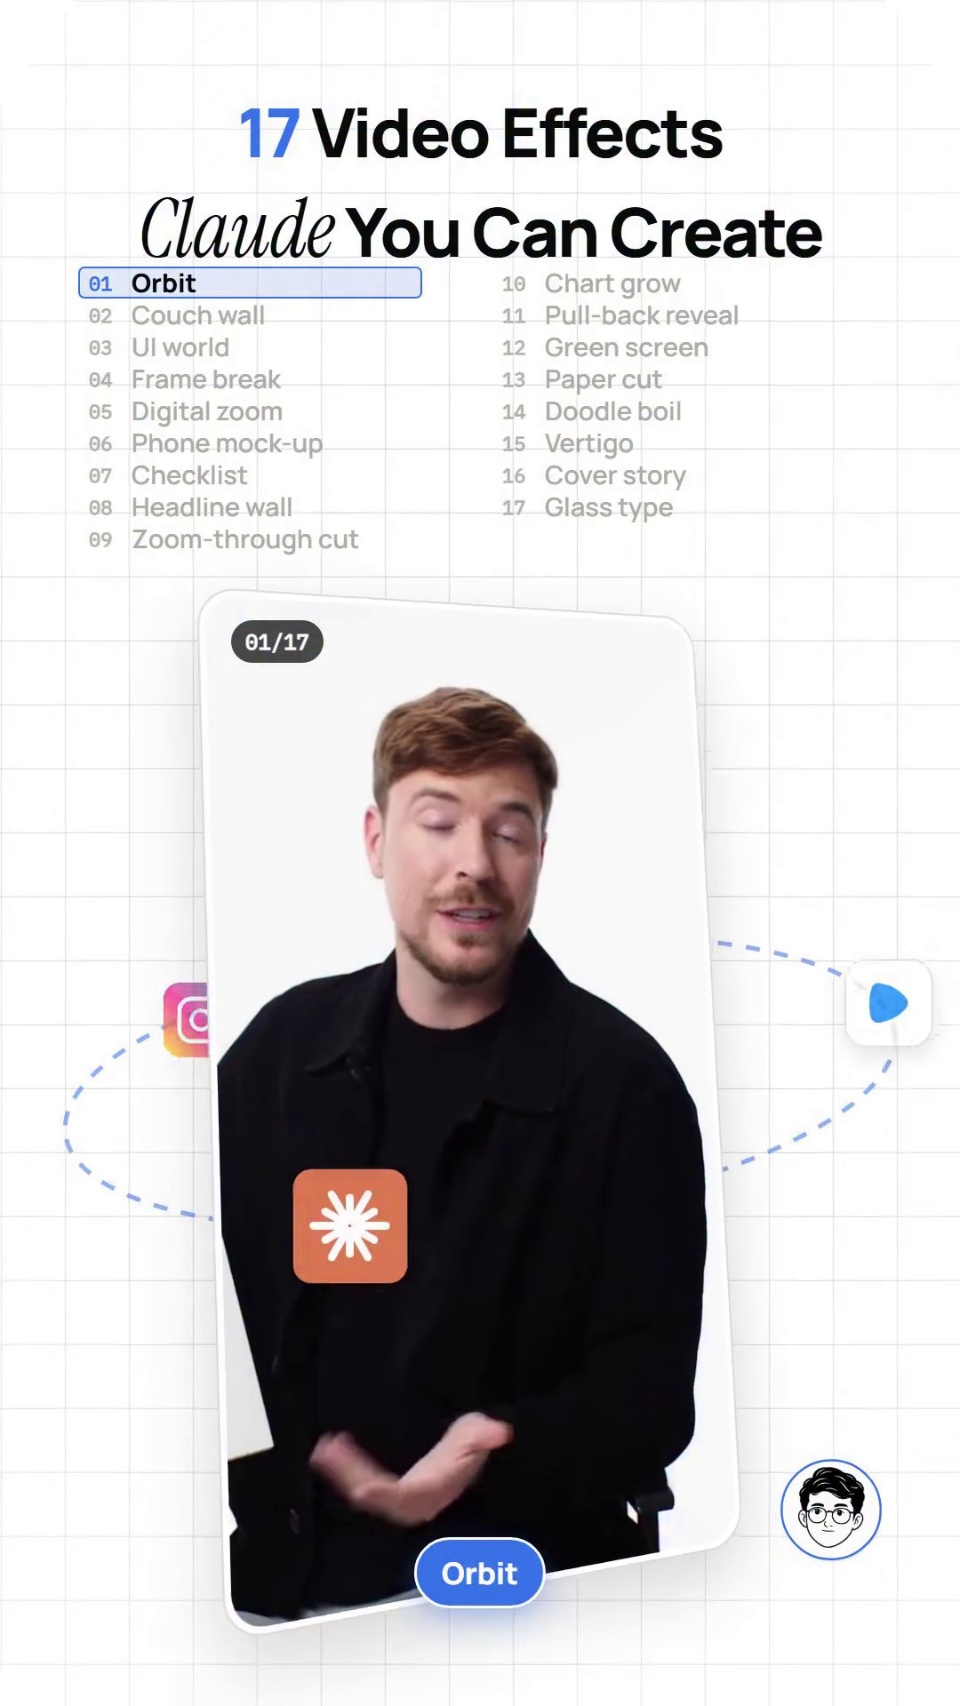 17 Video Effects
Claude You Can Create
01 Orbit
02 Couch wall
03 UI world
04 Frame break
05 Digital zoom
06 Phone mock-up
07 Checklist
08 Headline wall
09 Zoom-through cut
10 Chart grow
11 Pull-back reveal
12 Green screen
13 Paper cut
14 Doodle boil
15 Vertigo
16 Cover story
17 Glass type
01/17
Orbit